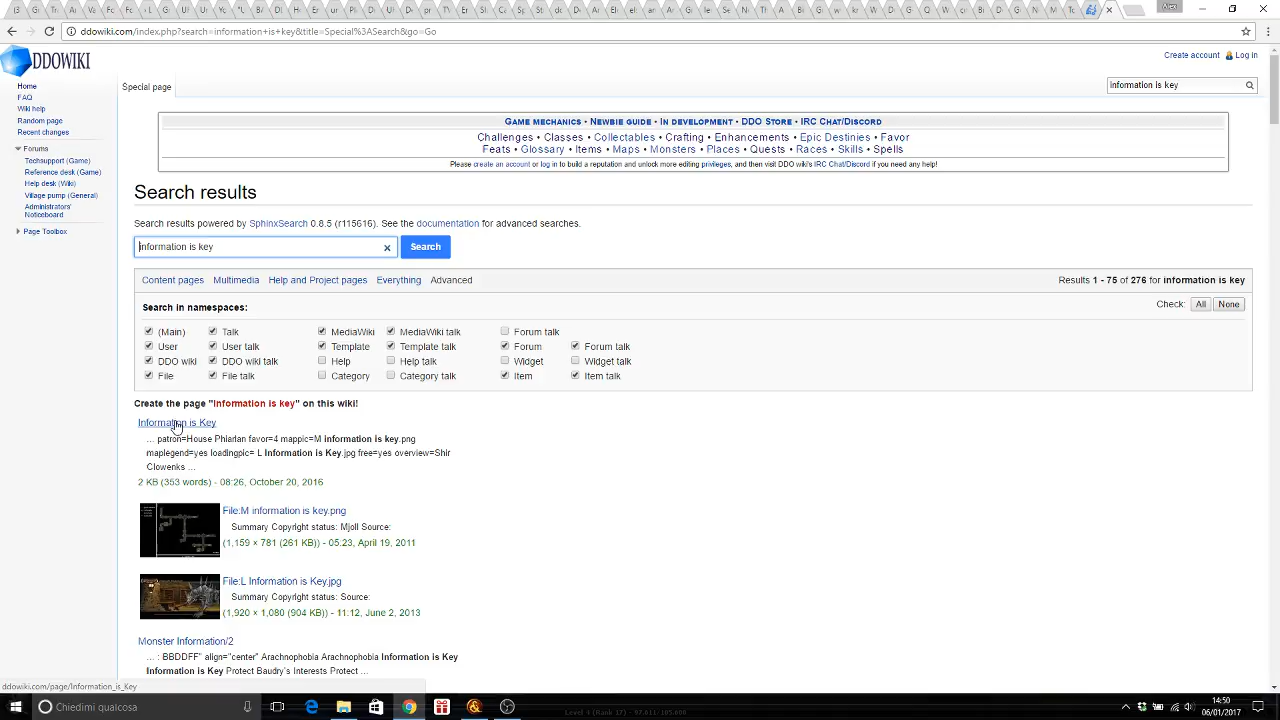 ddowiki.com/index.php?search=information+is+key&title=Special%3ASearch&go=Go
DDOWIKI
Create account Log in
Home
FAQ
Wiki help
Random page
Recent changes
Forums
Techsupport (Game)
Reference desk (Game)
Help desk (Wiki)
Village pump (General)
Administrators'
Noticeboard
Page Toolbox
Special page
information is key
Game mechanics • Newbie guide • In development • DDO Store • IRC Chat/Discord
Challenges • Classes • Collectables • Crafting • Enhancements • Epic Destinies • Favor
Feats • Glossary • Items • Maps • Monsters • Places • Quests • Races • Skills • Spells
Please create an account or log in to build a reputation and unlock more editing privileges, and then visit DDO wiki's IRC Chat/Discord if you need any help!
Search results
Search results powered by SphinxSearch 0.8.5 (r115616). See the documentation for advanced searches.
information is key
Search
Content pages Multimedia Help and Project pages Everything Advanced
Results 1 - 75 of 276 for information is key
Search in namespaces:
Check: All None
(Main) Talk MediaWiki MediaWiki talk Forum talk
User User talk Template Template talk Forum Forum talk
DDO wiki DDO wiki talk Help Help talk Widget Widget talk
File File talk Category Category talk Item Item talk
Create the page "Information is key" on this wiki!
Information is Key
... patron=House Phiarlan favor=4 mappic=M information is key.png
maplegend=yes loadingpic= L Information is Key.jpg free=yes overview=Shir
Clowenks ...
2 KB (353 words) - 08:26, October 20, 2016
File:M information is key.png
Summary Copyright status: Mjoll Source:
(1,159 × 781 (261 KB)) - 05:23, April 19, 2011
File:L Information is Key.jpg
Summary Copyright status: Source:
(1,920 × 1,080 (904 KB)) - 11:12, June 2, 2013
Monster Information/2
... : BBDDFF" align="center" Arachnophobia Arachnophobia Information is Key
Information is Key Protect Baudry's Interests Protect ...
ddowiki.com/page/Information_is_Key
Chiedimi qualcosa
14:50
06/01/2017